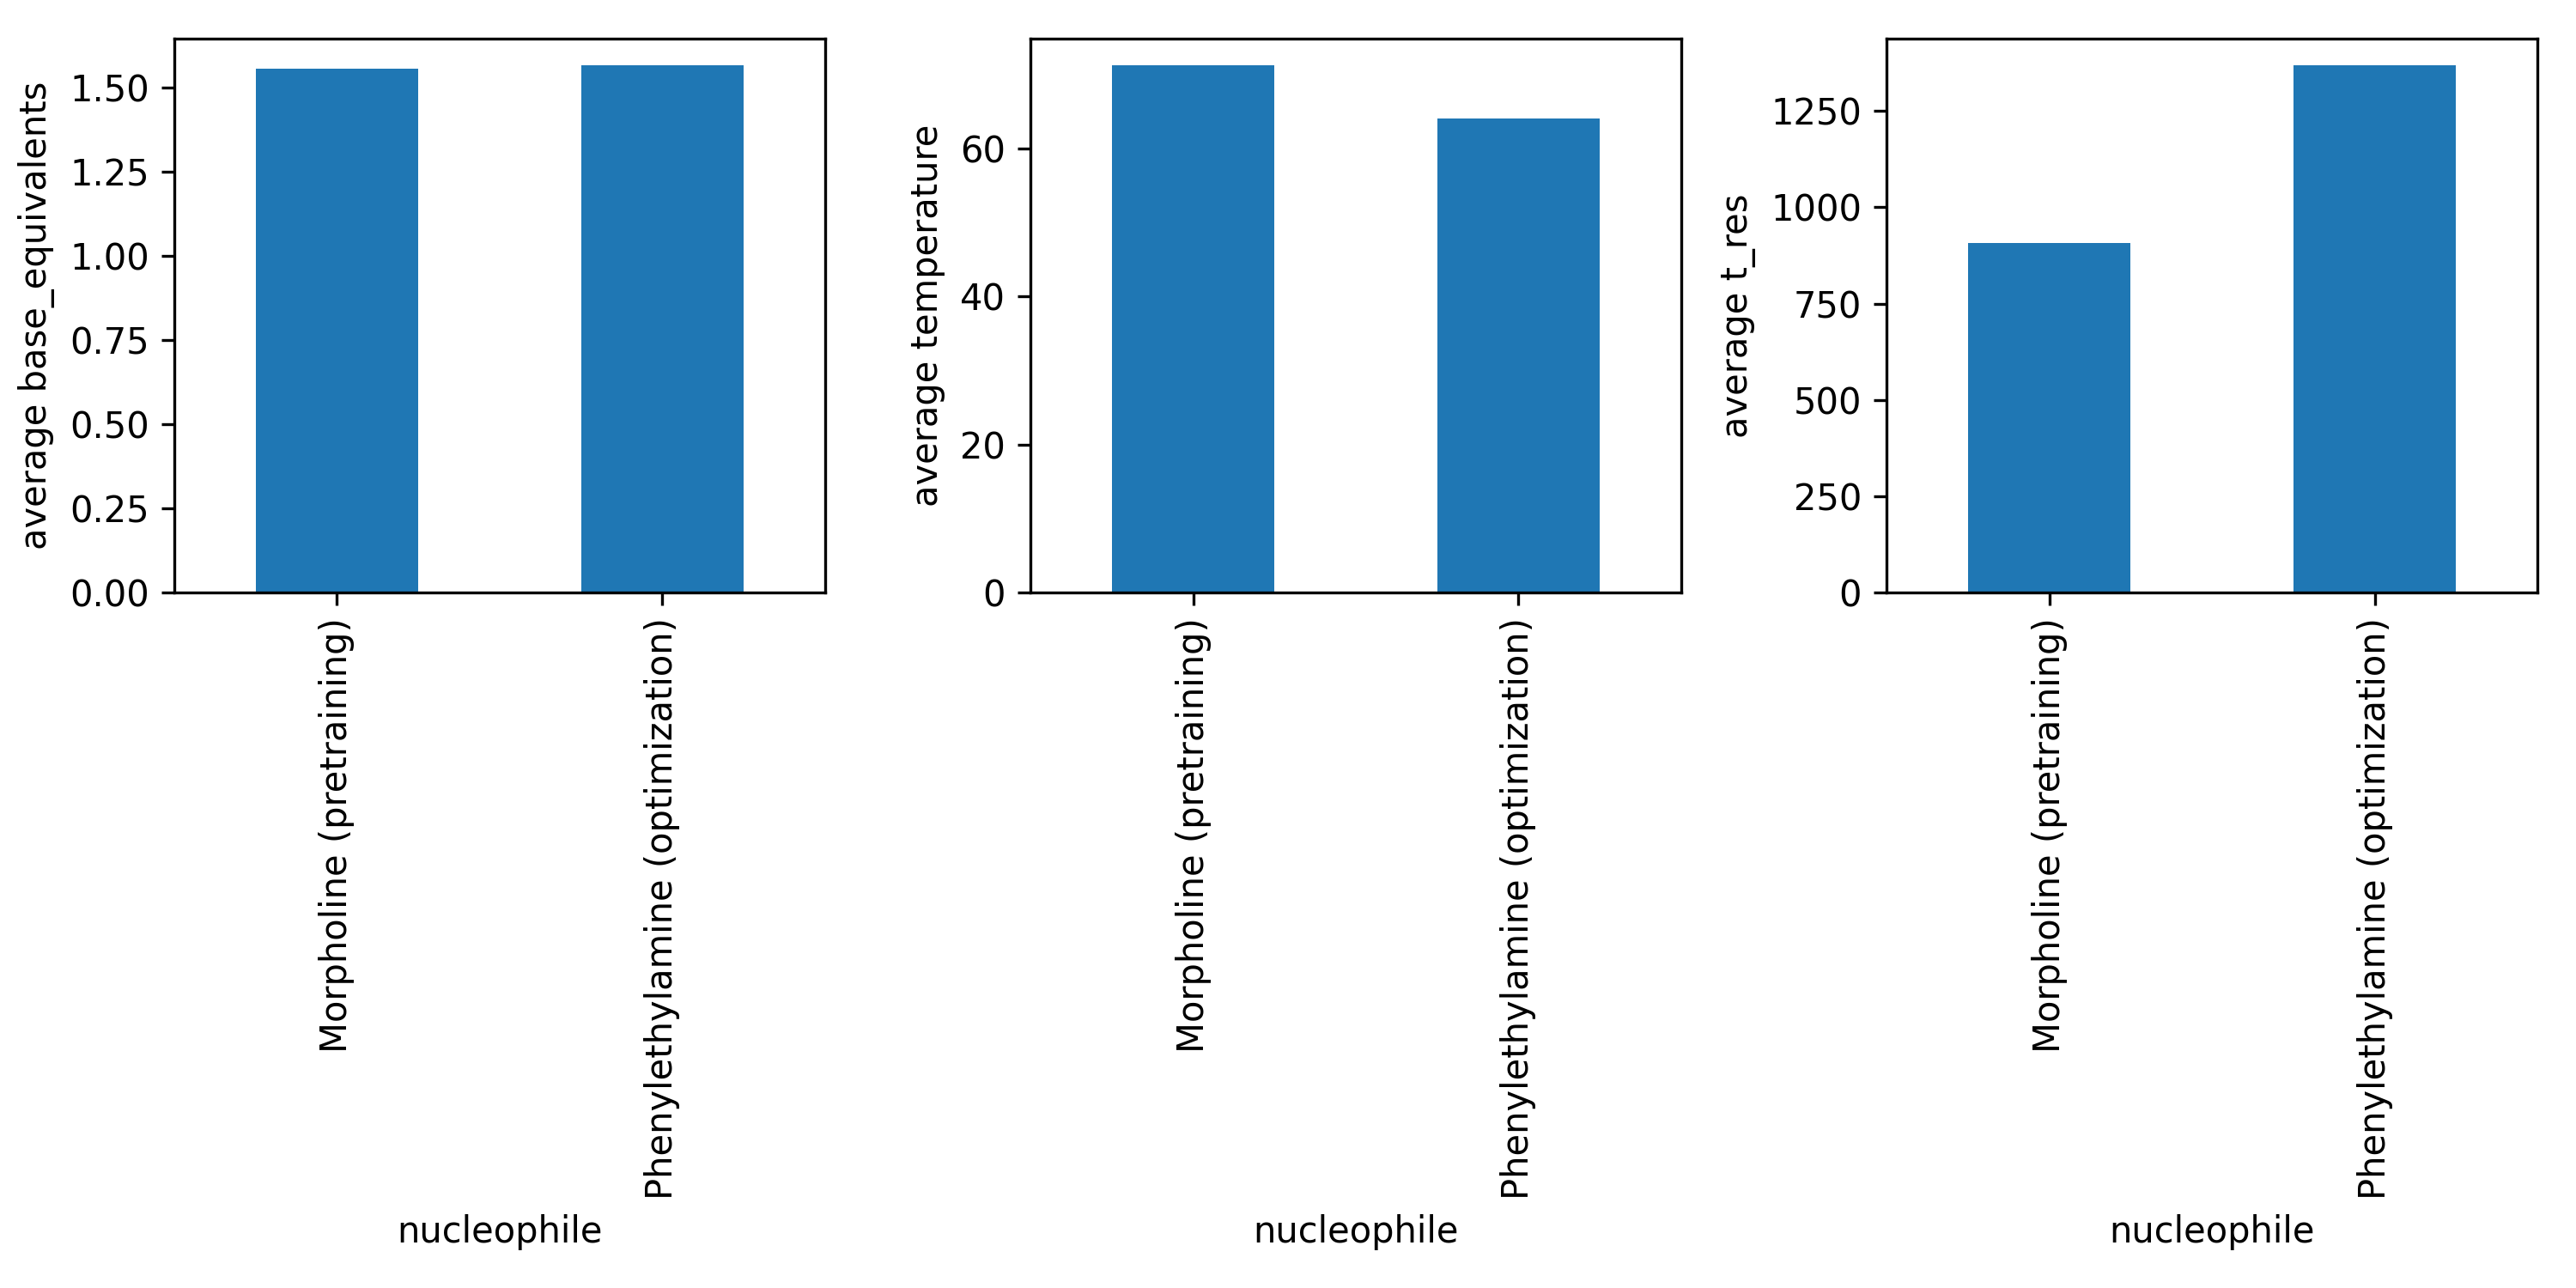 average base_equivalents
1.50
1.25
1.00
0.75
0.50
0.25
0.00
Morpholine (pretraining)
Phenylethylamine (optimization)
nucleophile
average temperature
60
40
20
0
Morpholine (pretraining)
Phenylethylamine (optimization)
nucleophile
average t_res
1250
1000
750
500
250
0
Morpholine (pretraining)
Phenylethylamine (optimization)
nucleophile